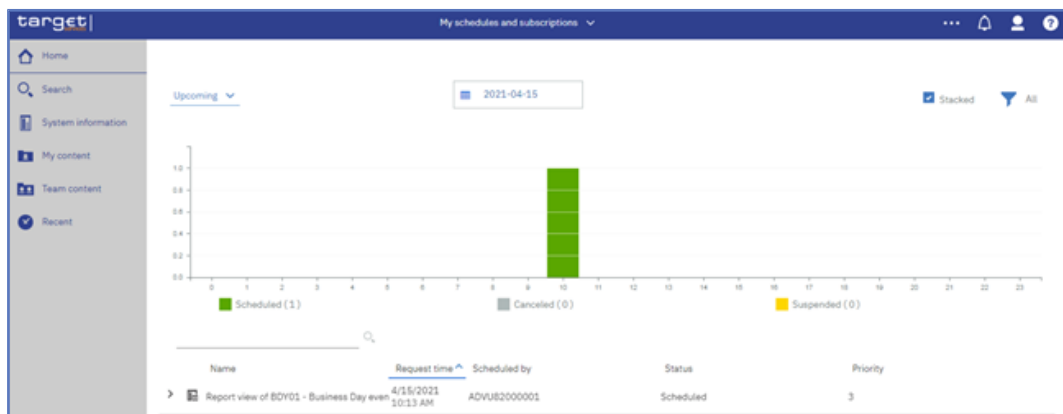 target
My schedules and subscriptions
Home
Search
System information
My content
Team content
Recent
Upcoming
2021-04-15
Stacked
All
1.0
0.8
0.6
0.4
0.2
0.0
0 1 2 3 4 5 6 7 8 9 10 11 12 13 14 15 16 17 18 19 20 21 22 23
Scheduled (1) Canceled (0) Suspended (0)
Name Request time Scheduled by Status Priority
Report view of BDY01 - Business Day even 4/15/2021 10:13 AM ADVU82000001 Scheduled 3